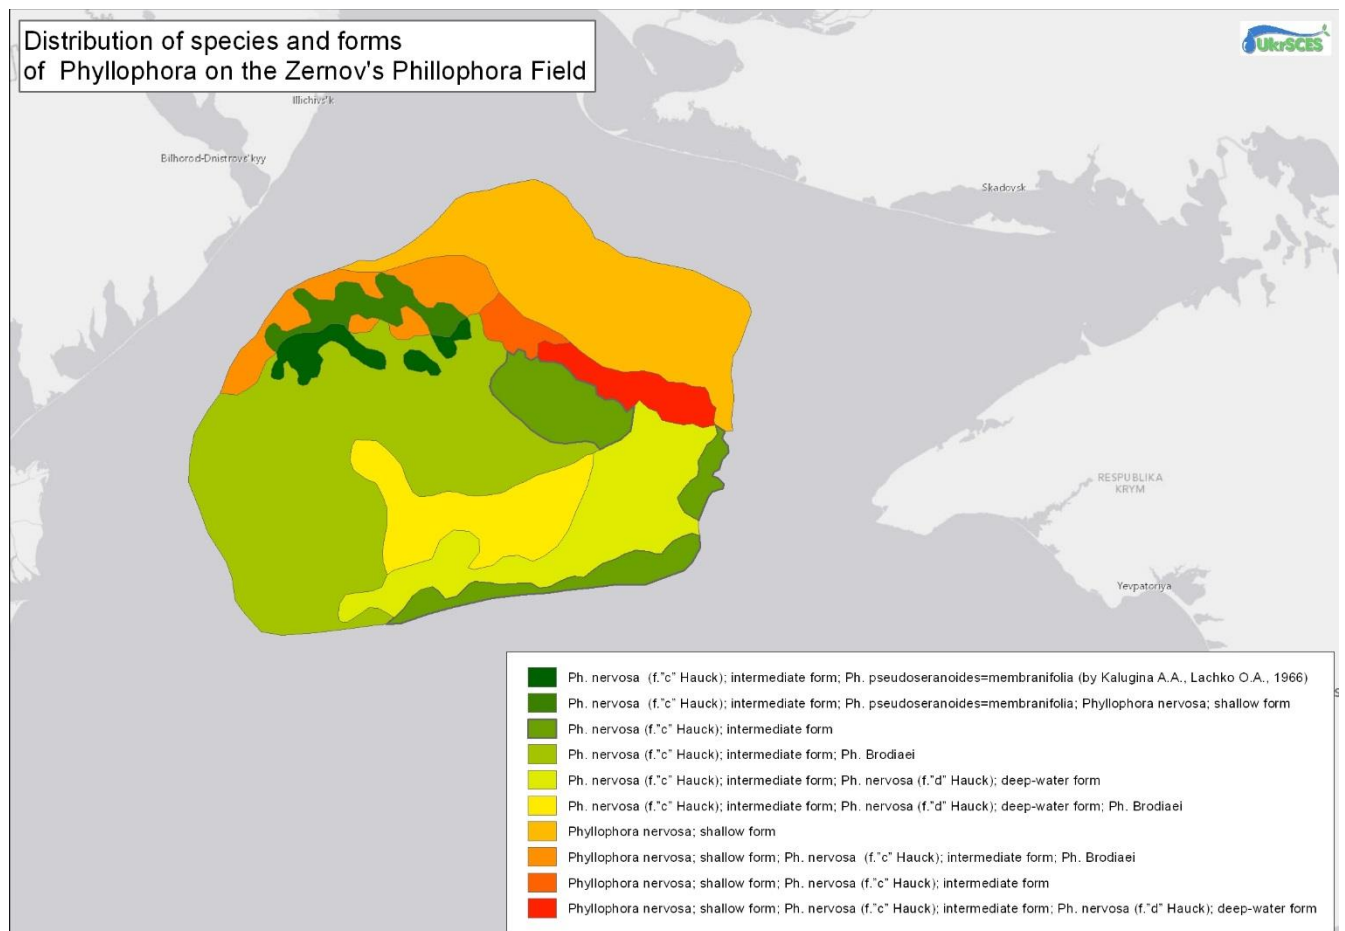 Distribution of species and forms
of Phyllophora on the Zernov's Phillophora Field
UkrSCES
Illichivs'k
Bilhorod-Dnistrovs'kyy
Skadovsk
RESPUBLIKA
KRYM
Yevpatoriya
Ph. nervosa (f."c" Hauck); intermediate form; Ph. pseudoseranoides=membranifolia (by Kalugina A.A., Lachko O.A., 1966)
Ph. nervosa (f."c" Hauck); intermediate form; Ph. pseudoseranoides=membranifolia; Phyllophora nervosa; shallow form
Ph. nervosa (f."c" Hauck); intermediate form
Ph. nervosa (f."c" Hauck); intermediate form; Ph. Brodiaei
Ph. nervosa (f."c" Hauck); intermediate form; Ph. nervosa (f."d" Hauck); deep-water form
Ph. nervosa (f."c" Hauck); intermediate form; Ph. nervosa (f."d" Hauck); deep-water form; Ph. Brodiaei
Phyllophora nervosa; shallow form
Phyllophora nervosa; shallow form; Ph. nervosa (f."c" Hauck); intermediate form; Ph. Brodiaei
Phyllophora nervosa; shallow form; Ph. nervosa (f."c" Hauck); intermediate form
Phyllophora nervosa; shallow form; Ph. nervosa (f."c" Hauck); intermediate form; Ph. nervosa (f."d" Hauck); deep-water form